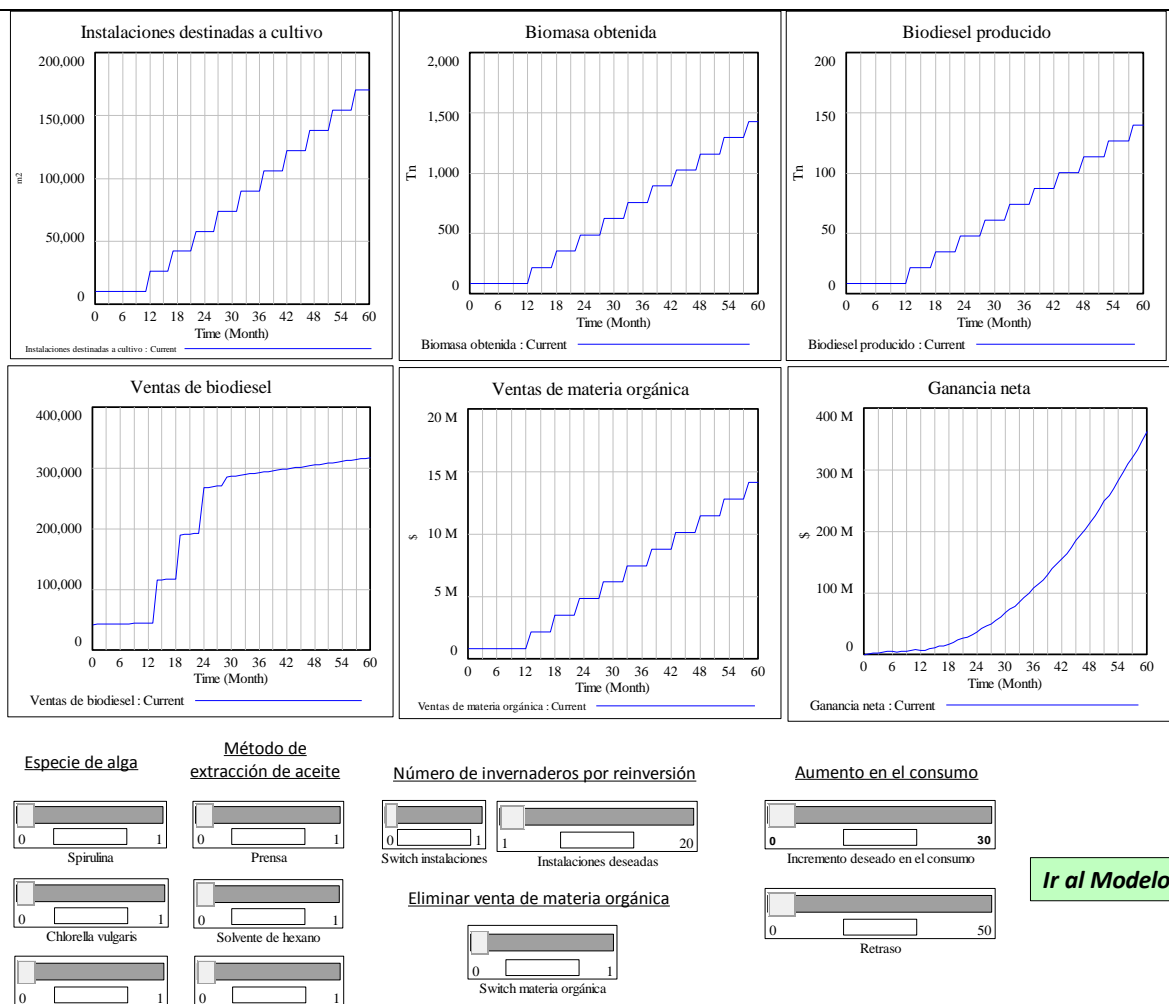 Instalaciones destinadas a cultivo
200,000
150,000
100,000
50,000
0
m2
0 6 12 18 24 30 36 42 48 54 60
Time (Month)
Instalaciones destinadas a cultivo : Current
Biomasa obtenida
2,000
1,500
1,000
500
0
Tn
0 6 12 18 24 30 36 42 48 54 60
Time (Month)
Biomasa obtenida : Current
Biodiesel producido
200
150
100
50
0
Tn
0 6 12 18 24 30 36 42 48 54 60
Time (Month)
Biodiesel producido : Current
Ventas de biodiesel
400,000
300,000
200,000
100,000
0
0 6 12 18 24 30 36 42 48 54 60
Time (Month)
Ventas de biodiesel : Current
Ventas de materia orgánica
20 M
15 M
10 M
5 M
0
$
0 6 12 18 24 30 36 42 48 54 60
Time (Month)
Ventas de materia orgánica : Current
Ganancia neta
400 M
300 M
200 M
100 M
0
$
0 6 12 18 24 30 36 42 48 54 60
Time (Month)
Ganancia neta : Current
Especie de alga
0 1
Spirulina
0 1
Chlorella vulgaris
0 1
Método de
extracción de aceite
0 1
Prensa
0 1
Solvente de hexano
0 1
Número de invernaderos por reinversión
0 1
Switch instalaciones
1 20
Instalaciones deseadas
Eliminar venta de materia orgánica
0 1
Switch materia orgánica
Aumento en el consumo
0 30
Incremento deseado en el consumo
0 50
Retraso
Ir al Modelo